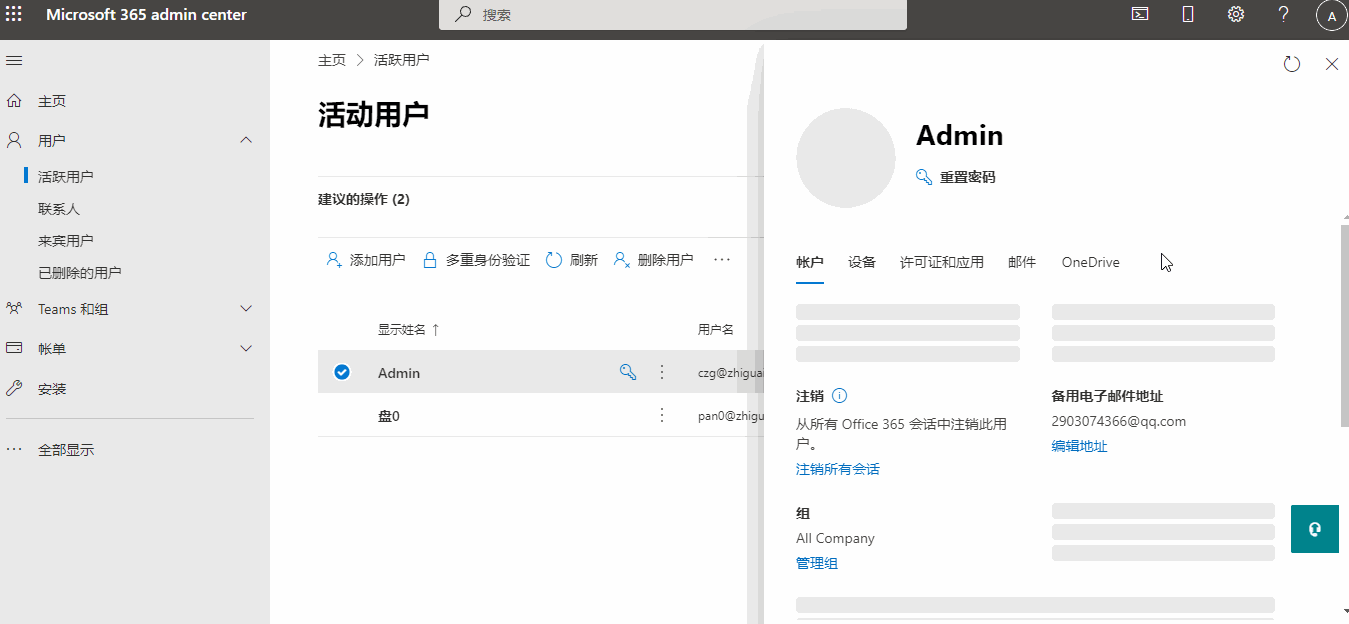 Microsoft 365 admin center
搜索
A
主页
用户
活跃用户
联系人
来宾用户
已删除的用户
Teams 和组
帐单
安装
全部显示
主页 > 活跃用户
活动用户
建议的操作 (2)
添加用户 多重身份验证 刷新 删除用户
显示姓名 ↑ 用户名
Admin
盘0
Admin
重置密码
帐户 设备 许可证和应用 邮件 OneDrive
注销
从所有 Office 365 会话中注销此用
户。
注销所有会话
备用电子邮件地址
2903074366@qq.com
编辑地址
组
All Company
管理组